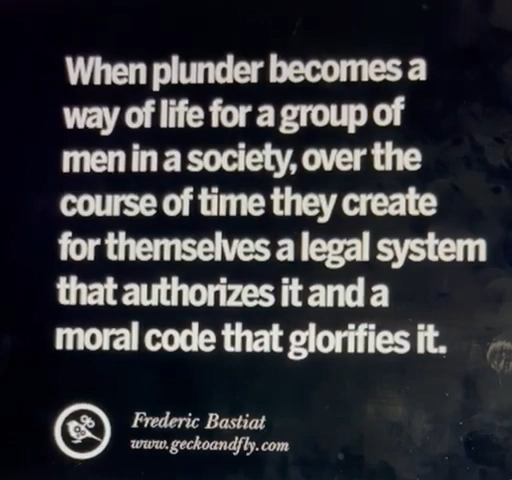 When plunder becomes a
way of life for a group of
men in a society, over the
course of time they create
for themselves a legal system
that authorizes it and a
moral code that glorifies it.
Frederic Bastiat
www.geckoandfly.com